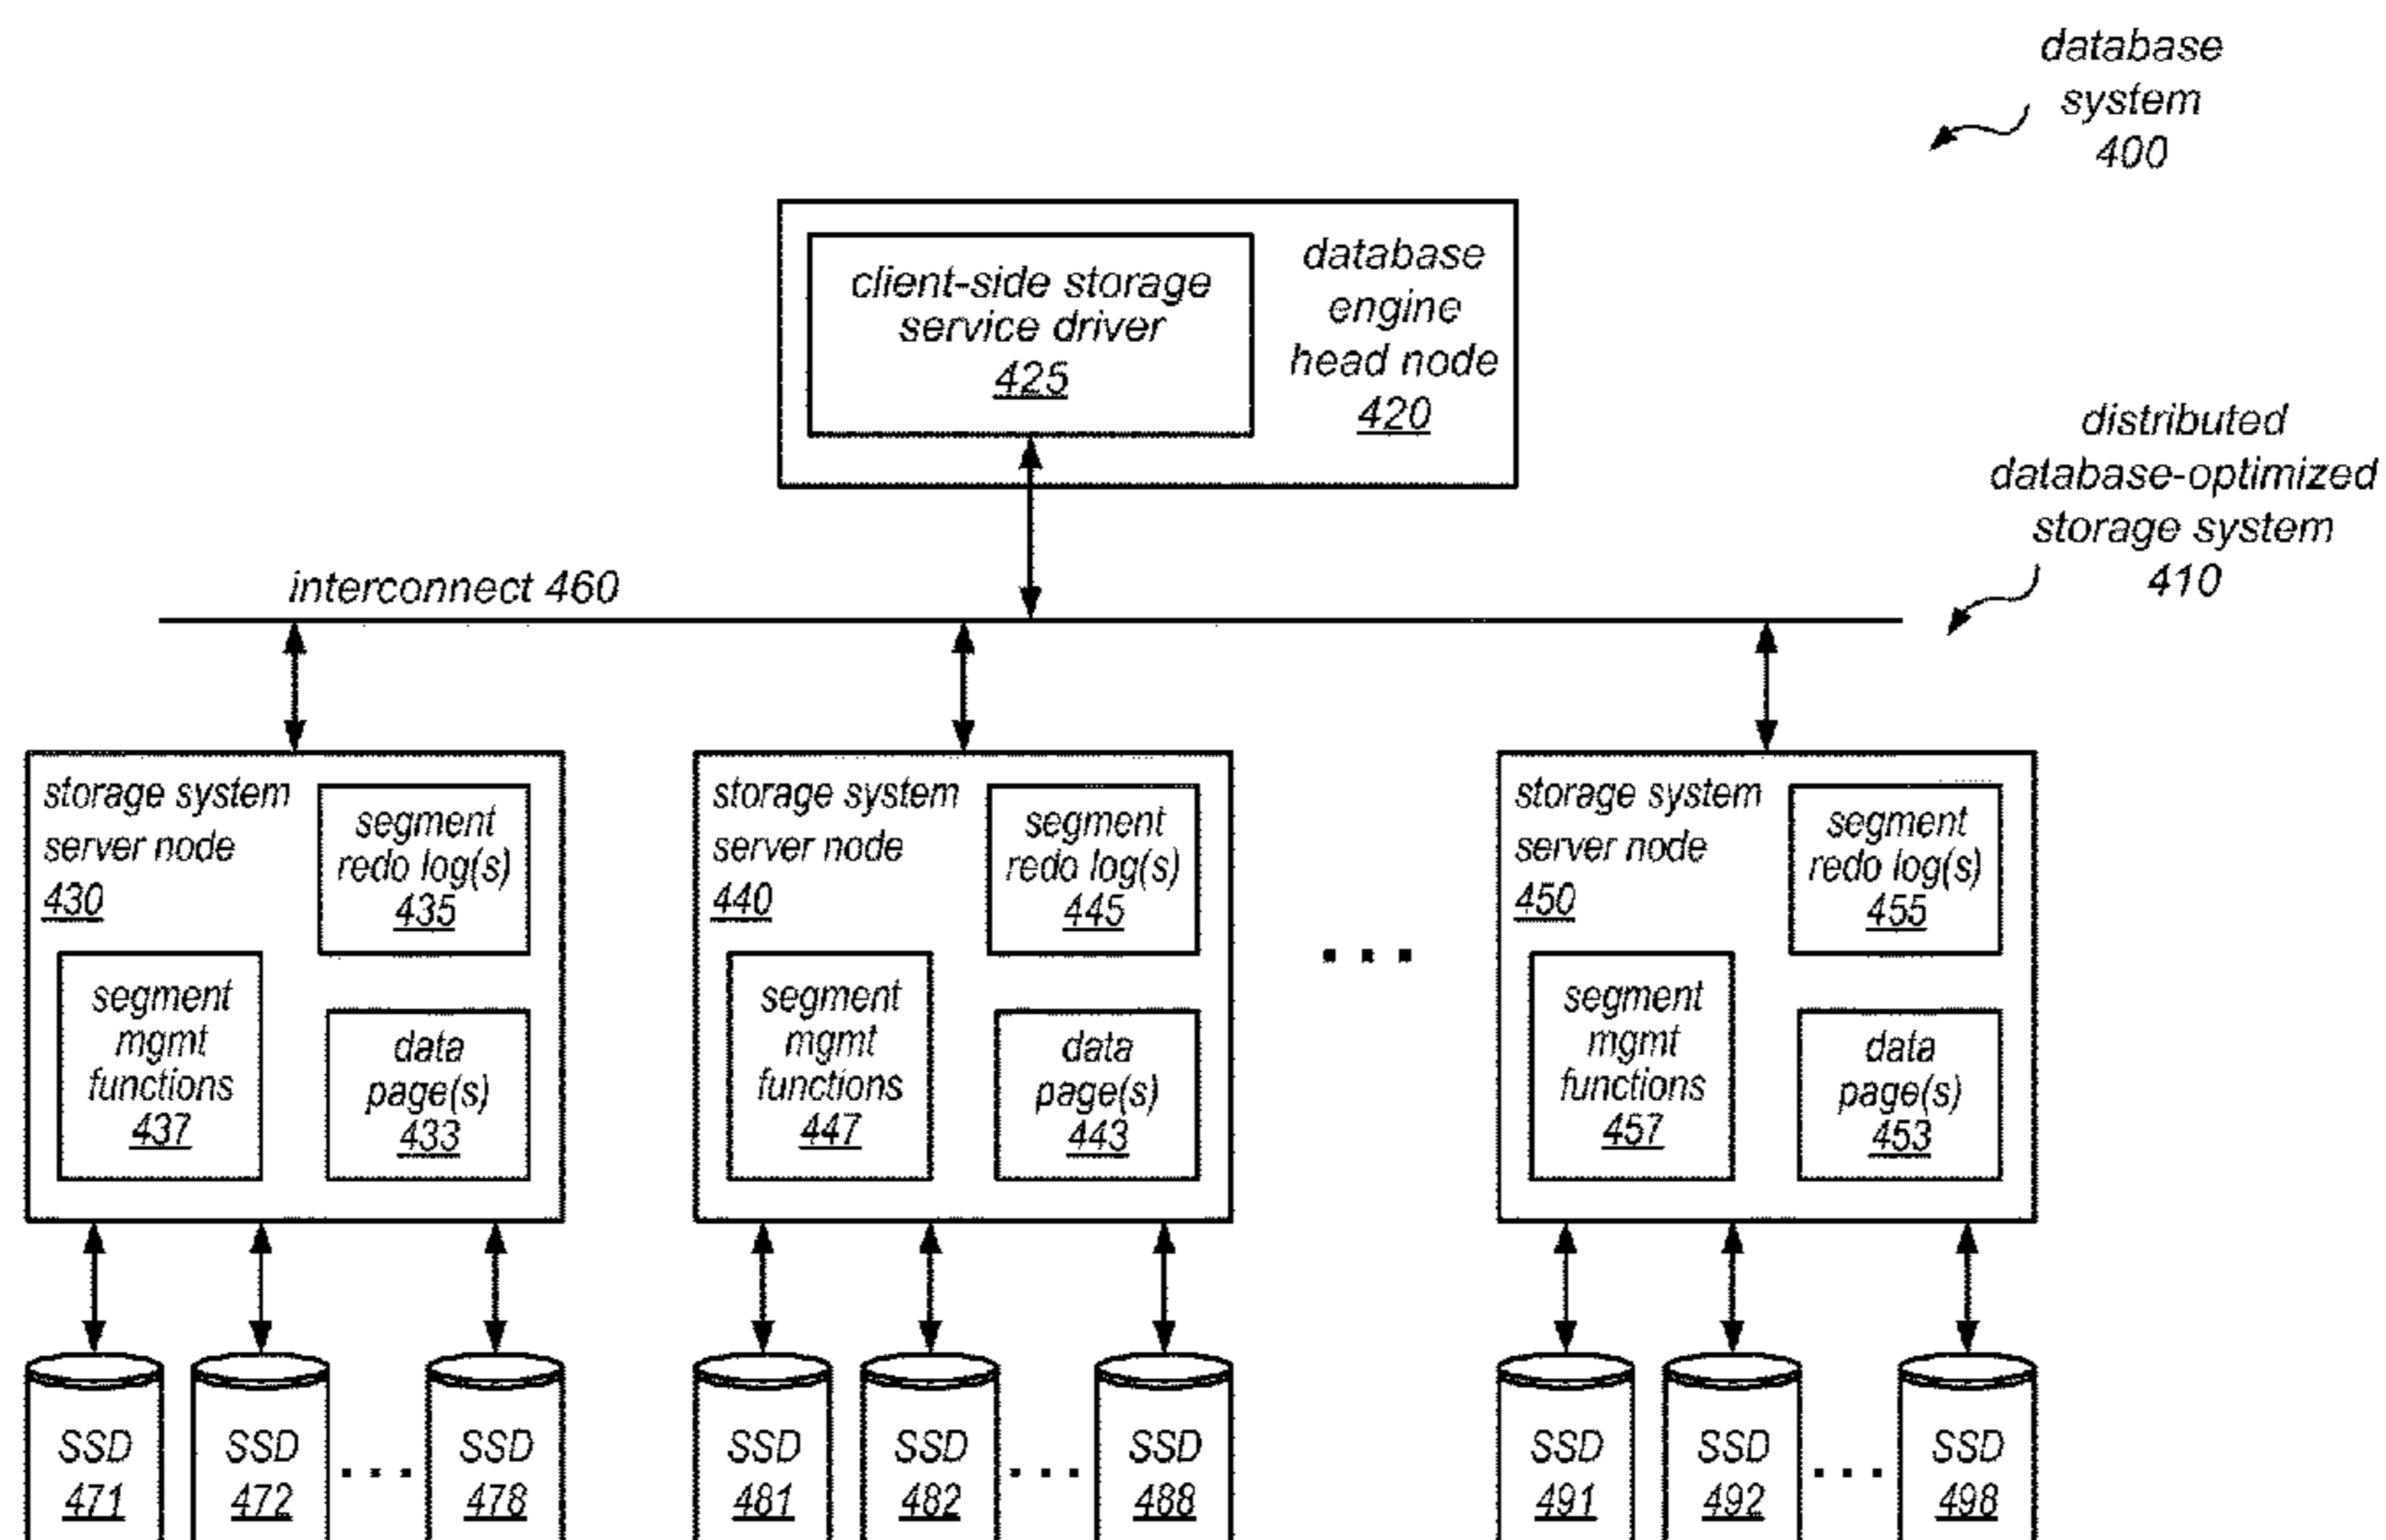 database
system
400
client-side storage
service driver
425
database
engine
head node
420
distributed
database-optimized
storage system
410
interconnect 460
storage system
server node
430
segment
redo log(s)
435
segment
mgmt
functions
437
data
page(s)
433
storage system
server node
440
segment
redo log(s)
445
segment
mgmt
functions
447
data
page(s)
443
. . .
storage system
server node
450
segment
redo log(s)
455
segment
mgmt
functions
457
data
page(s)
453
SSD
471
SSD
472
. . .
SSD
478
SSD
481
SSD
482
. . .
SSD
488
SSD
491
SSD
492
. . .
SSD
498